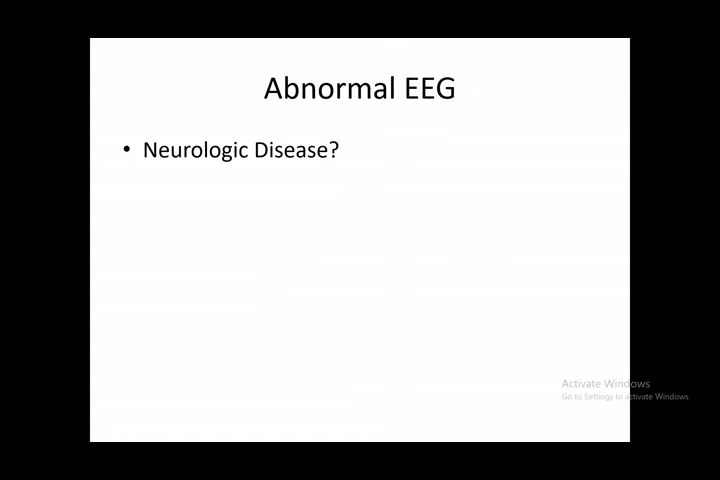 Abnormal EEG
• Neurologic Disease?
Activate Windows
Go to Settings to activate Windows.